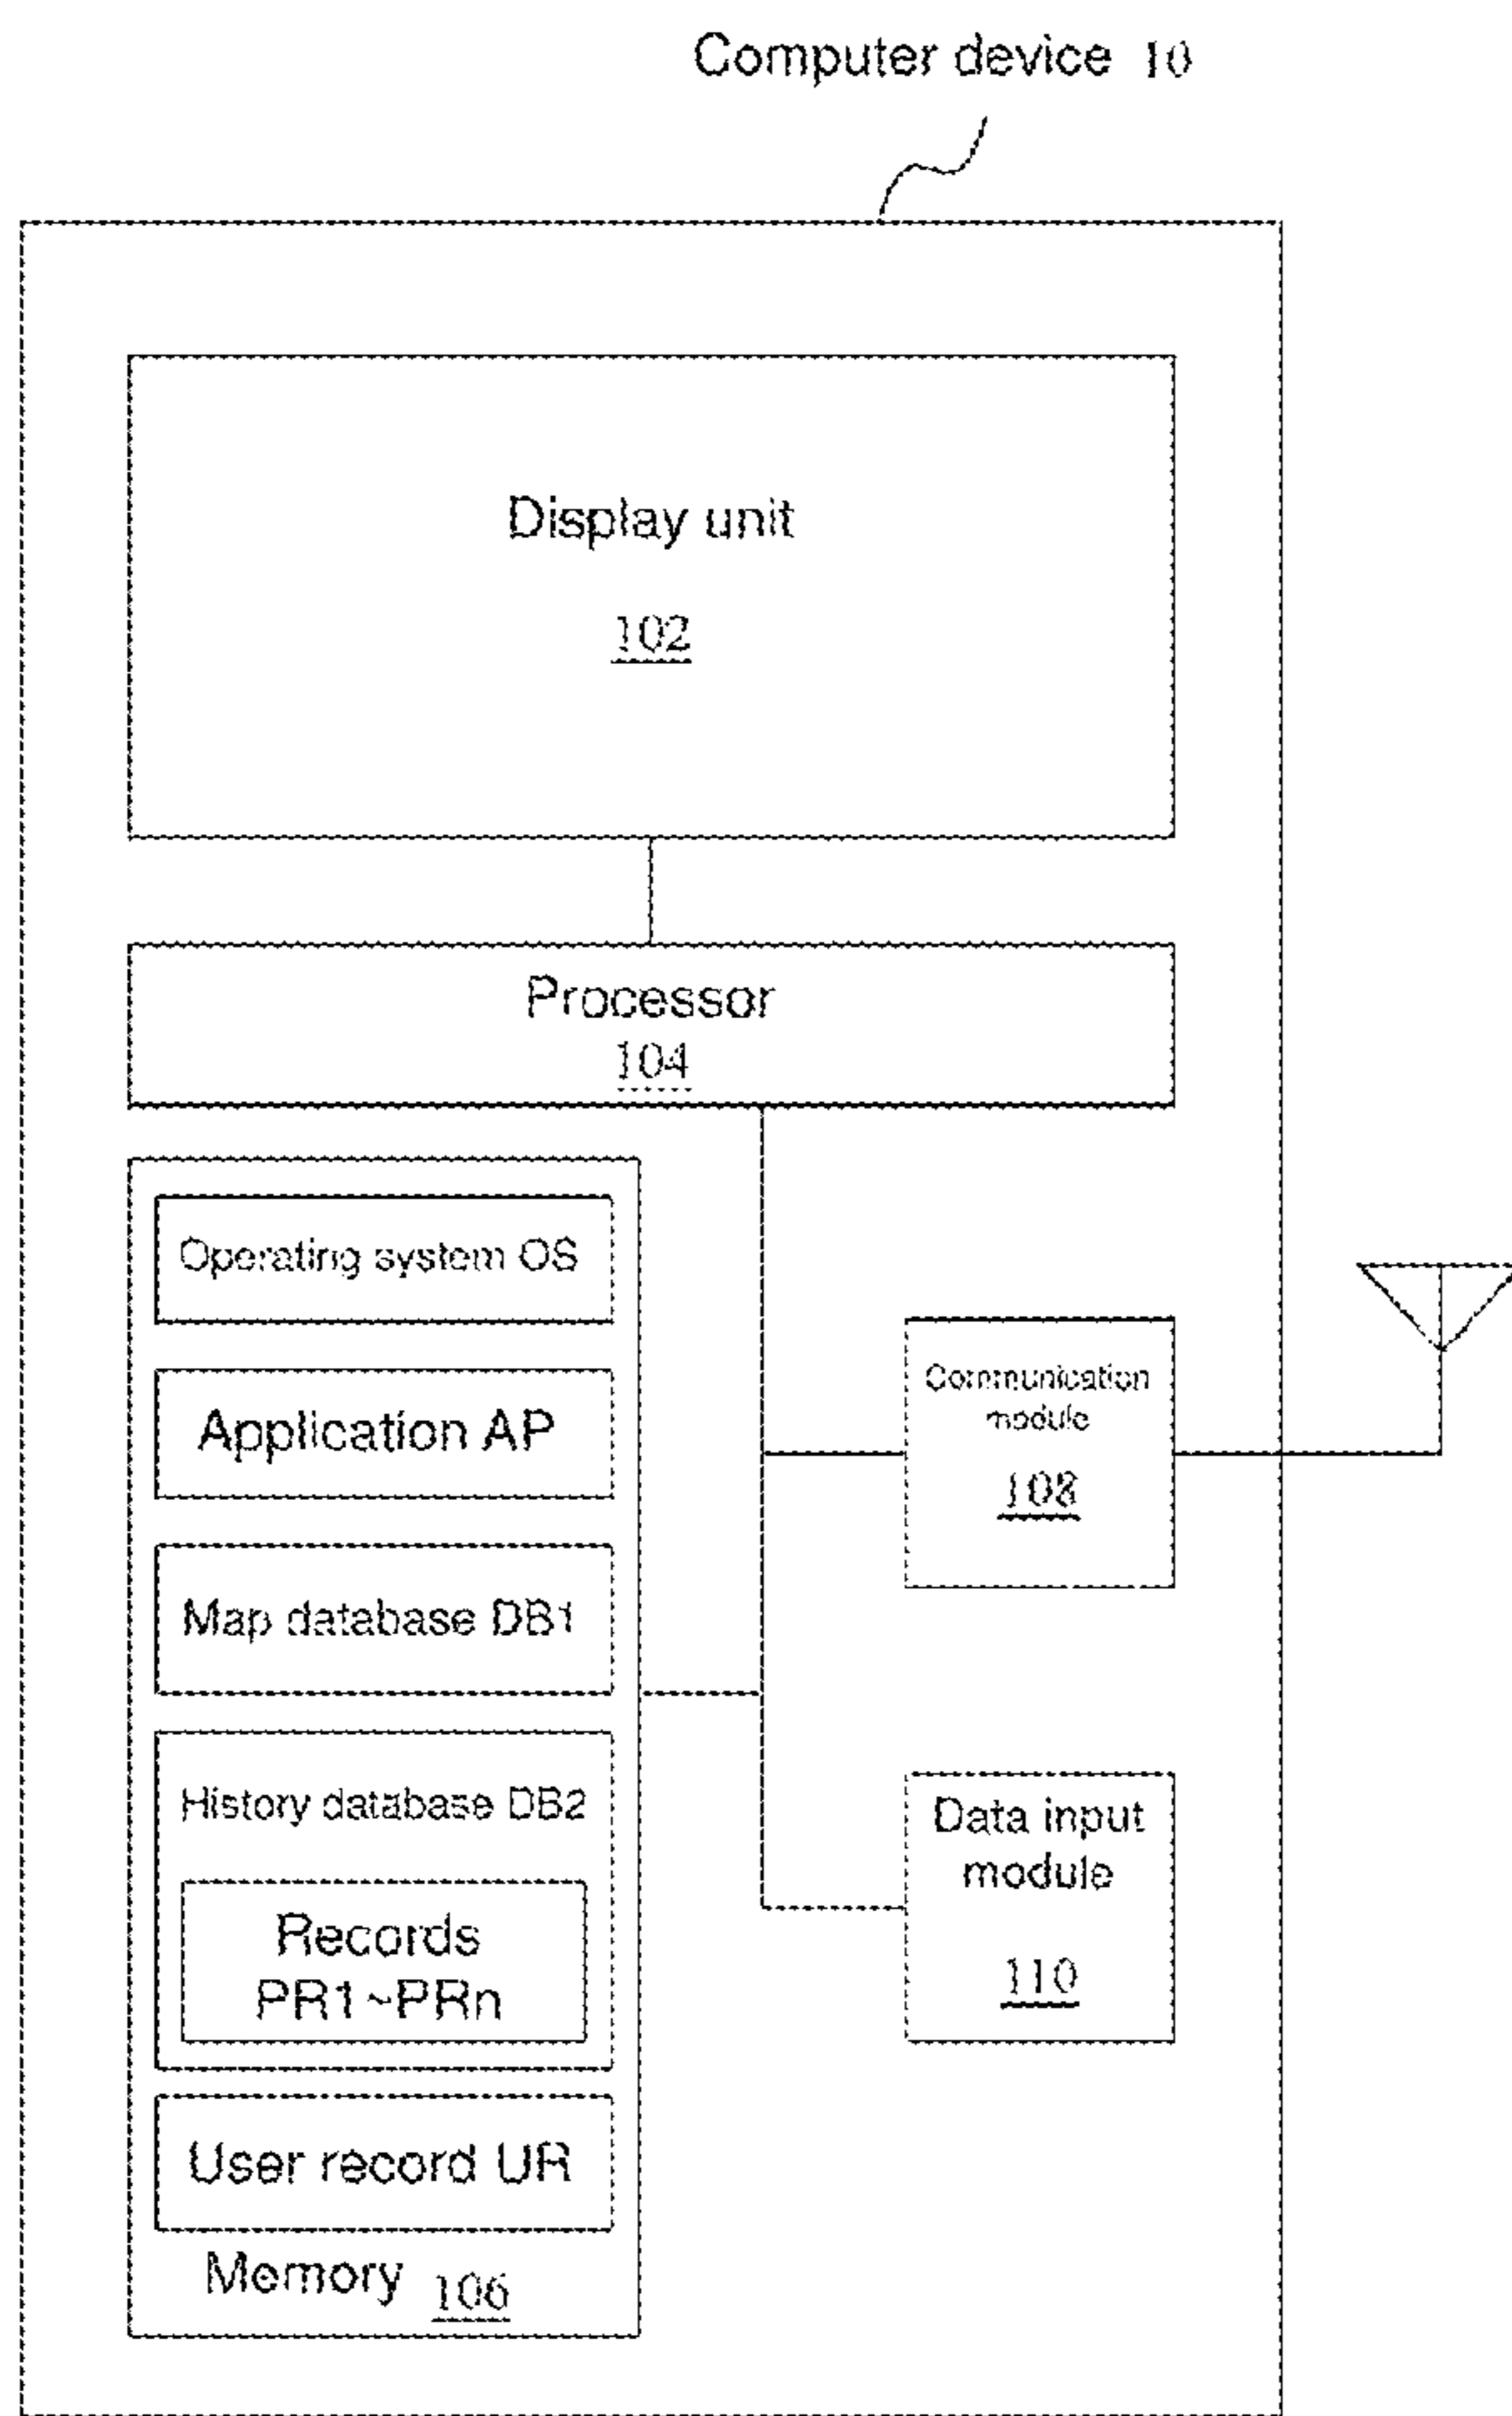 Computer device 10
Display unit
102
Processor
104
Operating system OS
Application AP
Map database DB1
History database DB2
Records
PR1~PRn
User record UR
Memory 106
Communication
module
108
Data input
module
110